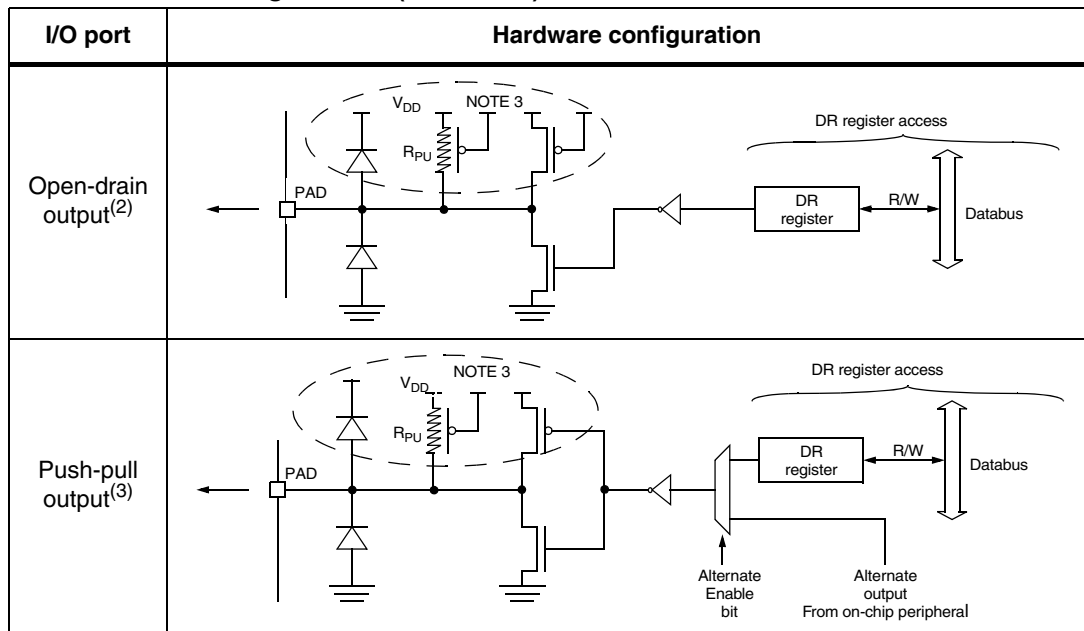 I/O port
Hardware configuration
Open-drain
output(2)
VDD
NOTE 3
RPU
PAD
DR register access
DR
register
R/W
Databus
Push-pull
output(3)
VDD
NOTE 3
RPU
PAD
DR register access
DR
register
R/W
Databus
Alternate
Enable
bit
Alternate
output
From on-chip peripheral